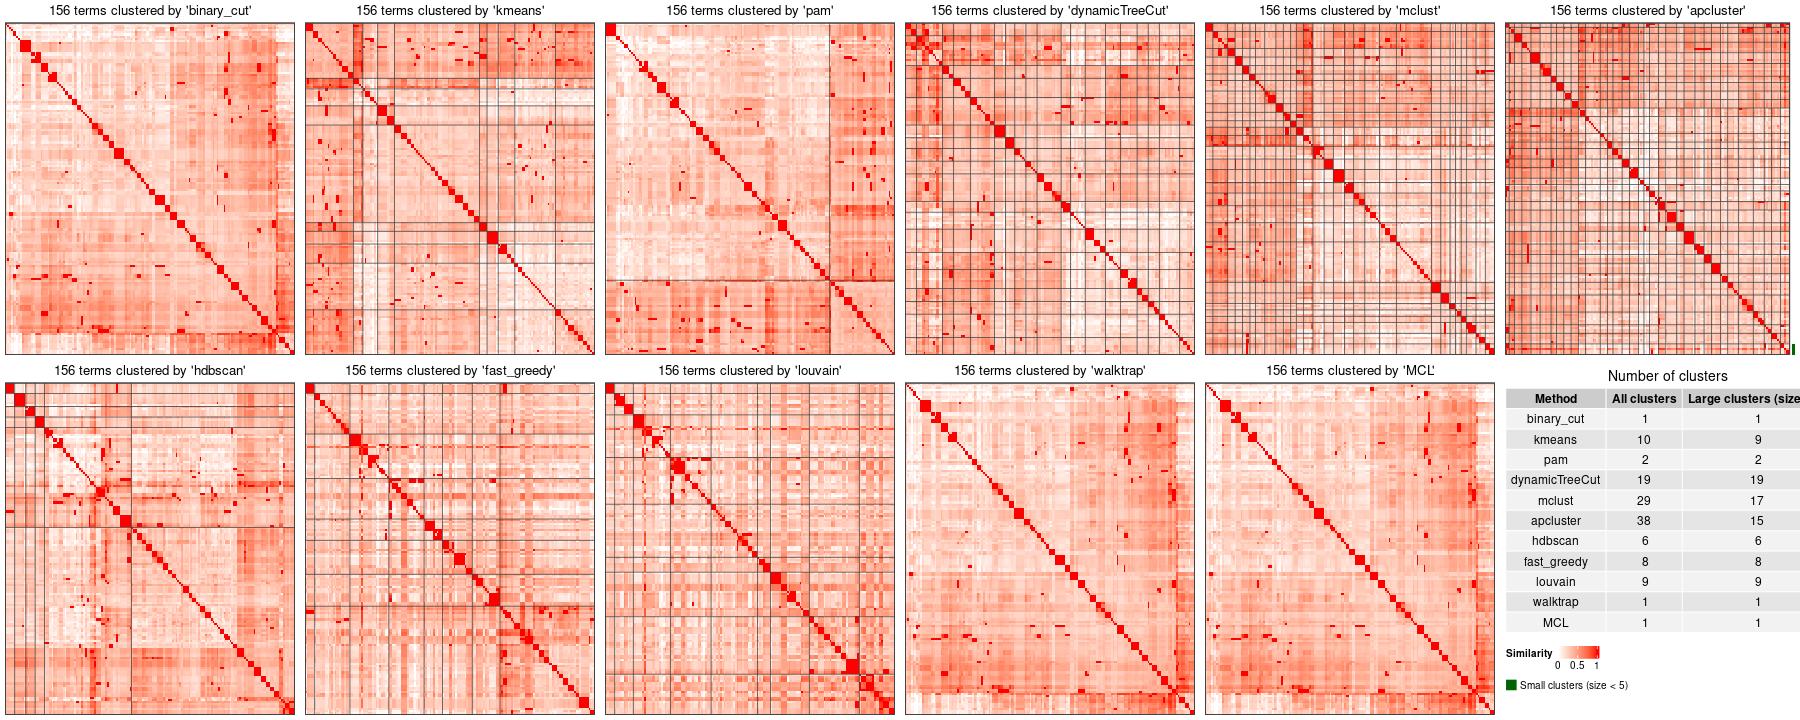 156 terms clustered by 'binary_cut'
156 terms clustered by 'kmeans'
156 terms clustered by 'pam'
156 terms clustered by 'dynamicTreeCut'
156 terms clustered by 'mclust'
156 terms clustered by 'apcluster'
156 terms clustered by 'hdbscan'
156 terms clustered by 'fast_greedy'
156 terms clustered by 'louvain'
156 terms clustered by 'walktrap'
156 terms clustered by 'MCL'
Number of clusters
Method All clusters Large clusters (size
binary_cut 1 1
kmeans 10 9
pam 2 2
dynamicTreeCut 19 19
mclust 29 17
apcluster 38 15
hdbscan 6 6
fast_greedy 8 8
louvain 9 9
walktrap 1 1
MCL 1 1
Similarity
0 0.5 1
Small clusters (size < 5)